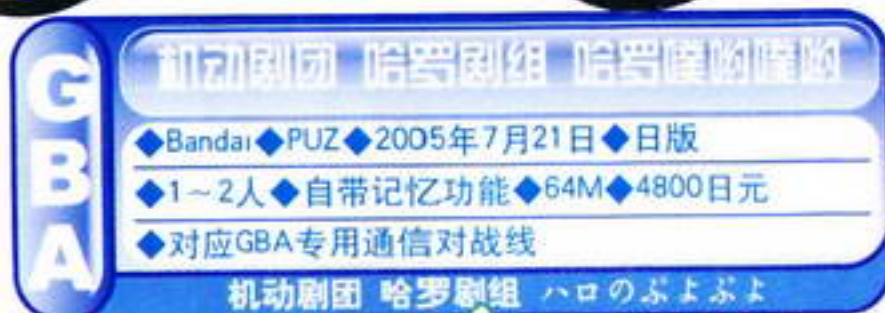 GBA
机动剧团 哈罗剧组 哈罗噗哟噗哟
◆Bandai◆PUZ◆2005年7月21日◆日版
◆1~2人◆自带记忆功能◆64M◆4800日元
◆对应GBA专用通信对战线
机动剧团 哈罗剧组 ハロのぷよぷよ